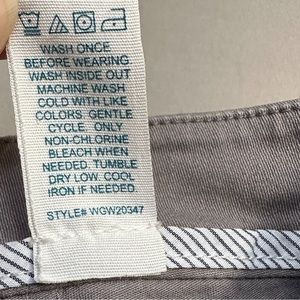 WASH ONCE
BEFORE WEARING
WASH INSIDE OUT
MACHINE WASH
COLD WITH LIKE
COLORS. GENTLE
CYCLE. ONLY
NON-CHLORINE
BLEACH WHEN
NEEDED. TUMBLE
DRY LOW. COOL
IRON IF NEEDED.
STYLE# WGW20347